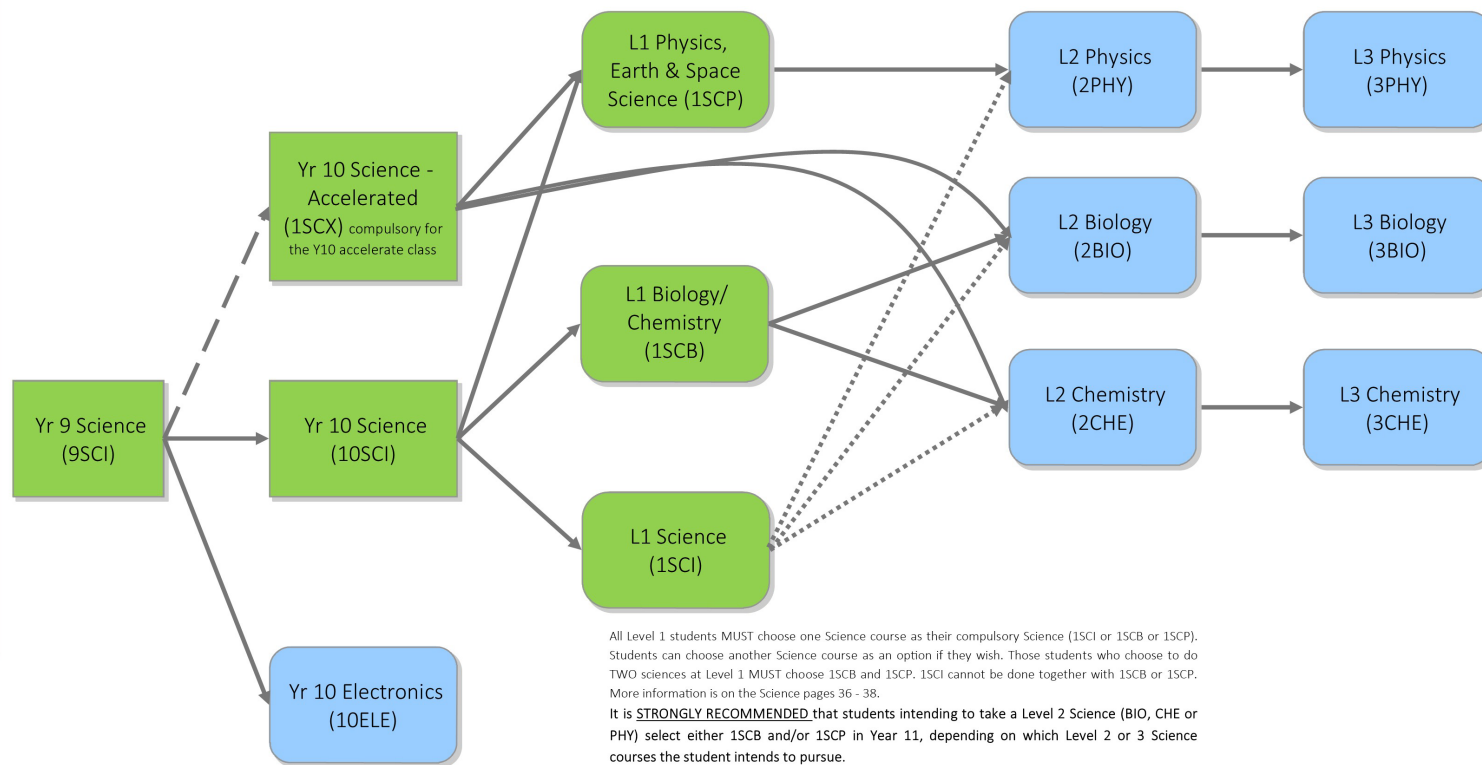 L1 Physics,
Earth & Space
Science (1SCP)
L2 Physics
(2PHY)
L3 Physics
(3PHY)
Yr 10 Science -
Accelerated
(1SCX) compulsory for
the Y10 accelerate class
L2 Biology
(2BIO)
L3 Biology
(3BIO)
L1 Biology/
Chemistry
(1SCB)
Yr 9 Science
(9SCI)
Yr 10 Science
(10SCI)
L2 Chemistry
(2CHE)
L3 Chemistry
(3CHE)
L1 Science
(1SCI)
Yr 10 Electronics
(10ELE)
All Level 1 students MUST choose one Science course as their compulsory Science (1SCI or 1SCB or 1SCP).
Students can choose another Science course as an option if they wish. Those students who choose to do
TWO sciences at Level 1 MUST choose 1SCB and 1SCP. 1SCI cannot be done together with 1SCB or 1SCP.
More information is on the Science pages 36 - 38.
It is STRONGLY RECOMMENDED that students intending to take a Level 2 Science (BIO, CHE or
PHY) select either 1SCB and/or 1SCP in Year 11, depending on which Level 2 or 3 Science
courses the student intends to pursue.